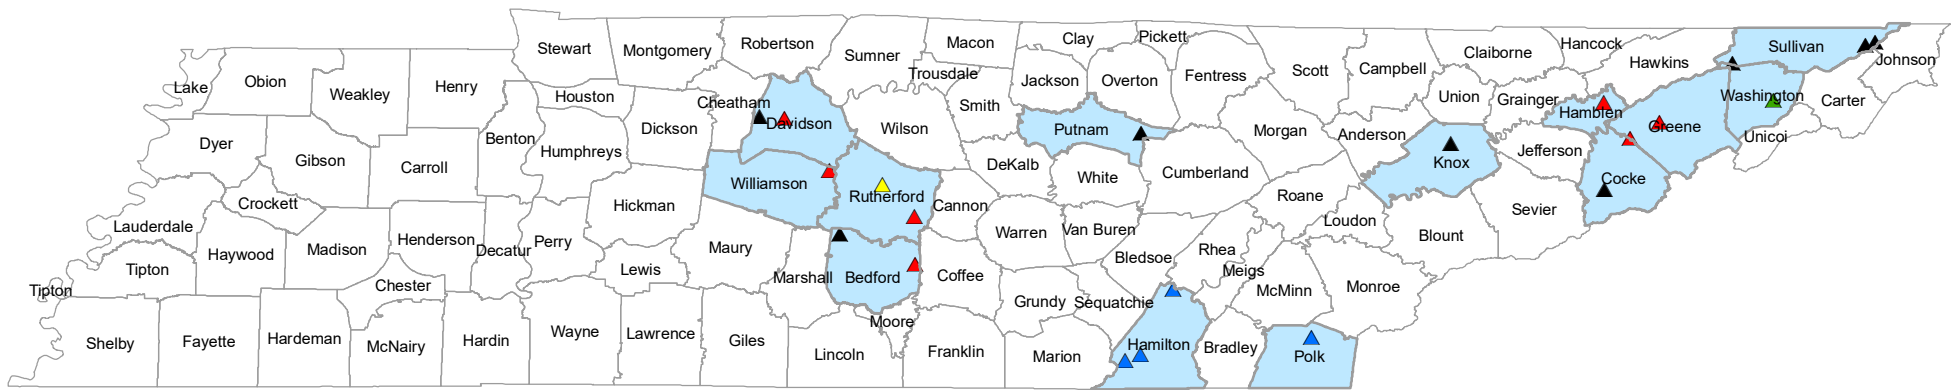 Stewart
Montgomery
Robertson
Sumner
Macon
Clay
Pickett
Trousdale
Jackson
Overton
Fentress
Scott
Campbell
Claiborne
Hancock
Hawkins
Sullivan
Johnson
Lake
Obion
Weakley
Henry
Houston
Cheatham
Smith
Union
Grainger
Hamblen
Washington
Carter
Dyer
Gibson
Carroll
Benton
Humphreys
Dickson
Davidson
Wilson
Putnam
Morgan
Anderson
Knox
Jefferson
Greene
Unicoi
DeKalb
White
Cumberland
Roane
Cocke
Crockett
Lauderdale
Haywood
Madison
Henderson
Decatur
Perry
Hickman
Williamson
Rutherford
Cannon
Warren
Van Buren
Loudon
Blount
Sevier
Tipton
Tipton
Chester
Lewis
Maury
Marshall
Bedford
Coffee
Grundy
Sequatchie
Bledsoe
Rhea
Meigs
McMinn
Monroe
Shelby
Fayette
Hardeman
McNairy
Hardin
Wayne
Lawrence
Giles
Lincoln
Moore
Franklin
Marion
Hamilton
Bradley
Polk